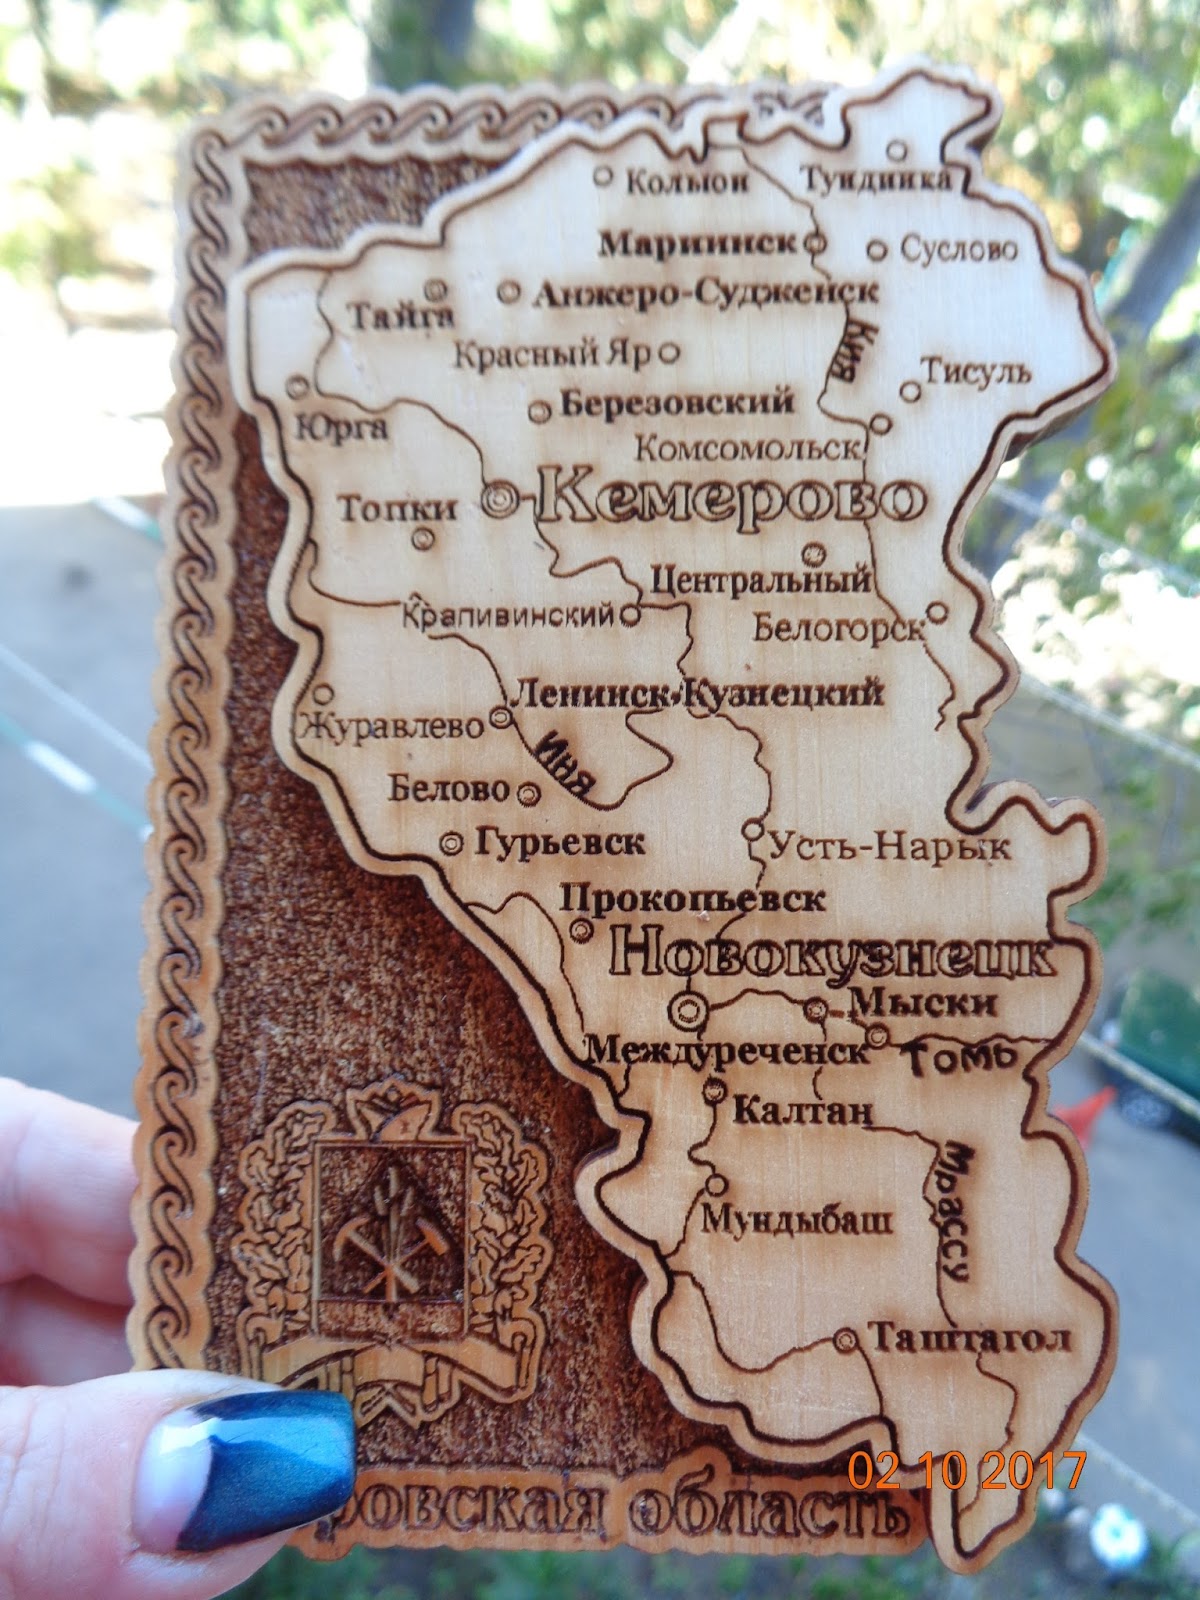 Кольон
Тундинка
Мариинск
Суслово
Тайга
Анжеро-Судженск
Кия
Красный Яр
Тисуль
Юрга
Березовский
Комсомольск
Топки
Кемерово
Центральный
Крапивинский
Белогорск
Ленинск-Кузнецкий
Журавлево
Иня
Белово
Гурьевск
Усть-Нарык
Прокопьевск
Новокузнецк
Мыски
Междуреченск
Томь
Калтан
Мрассу
Мундыбаш
Таштагол
02 10 2017
ровская область